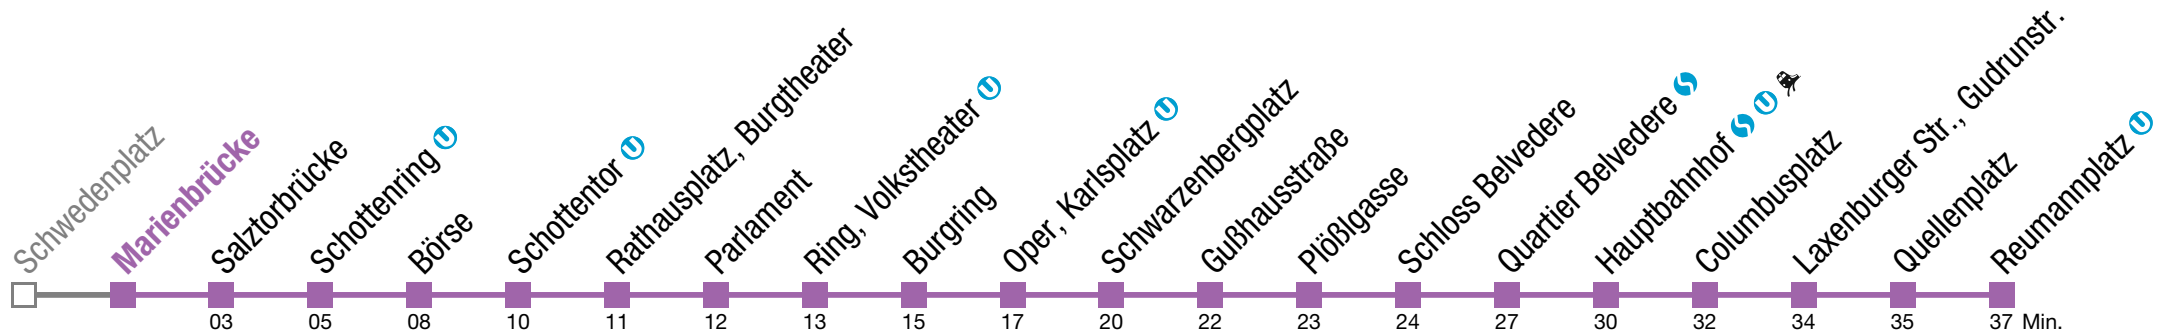 Schwedenplatz
Marienbrücke
Salztorbrücke
Schottenring U
Börse
Schottentor U
Rathausplatz, Burgtheater
Parlament
Ring, Volkstheater U
Burgring
Oper, Karlsplatz U
Schwarzenbergplatz
Gußhausstraße
Plößlgasse
Schloss Belvedere
Quartier Belvedere S
Hauptbahnhof S U
Columbusplatz
Laxenburger Str., Gudrunstr.
Quellenplatz
Reumannplatz U
03 05 08 10 11 12 13 15 17 20 22 23 24 27 30 32 34 35 37 Min.